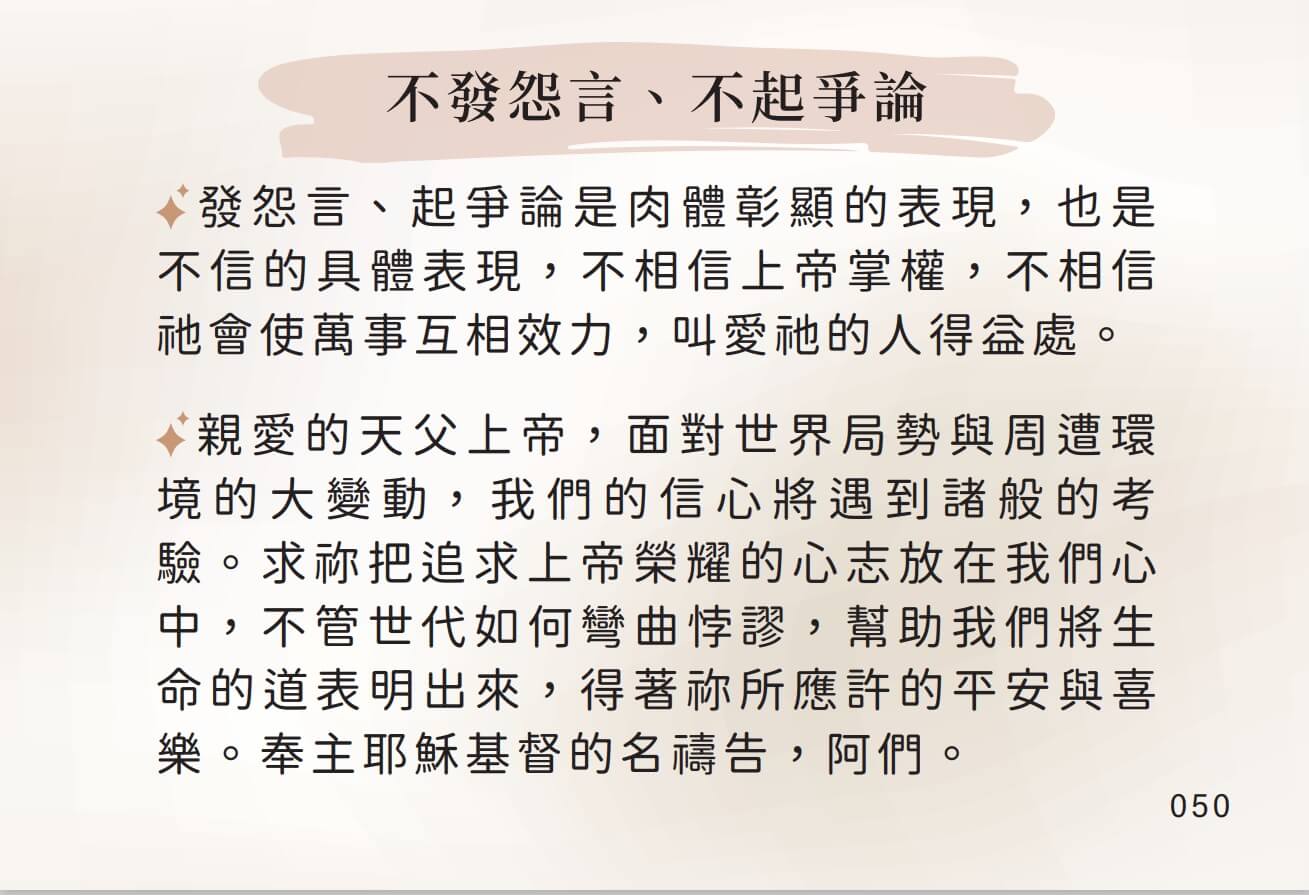 不發怨言、不起爭論
發怨言、起爭論是肉體彰顯的表現，也是
不信的具體表現，不相信上帝掌權，不相信
祂會使萬事互相效力，叫愛祂的人得益處。
親愛的天父上帝，面對世界局勢與周遭環
境的大變動，我們的信心將遇到諸般的考
驗。求祢把追求上帝榮耀的心志放在我們心
中，不管世代如何彎曲悖謬，幫助我們將生
命的道表明出來，得著祢所應許的平安與喜
樂。奉主耶穌基督的名禱告，阿們。
050